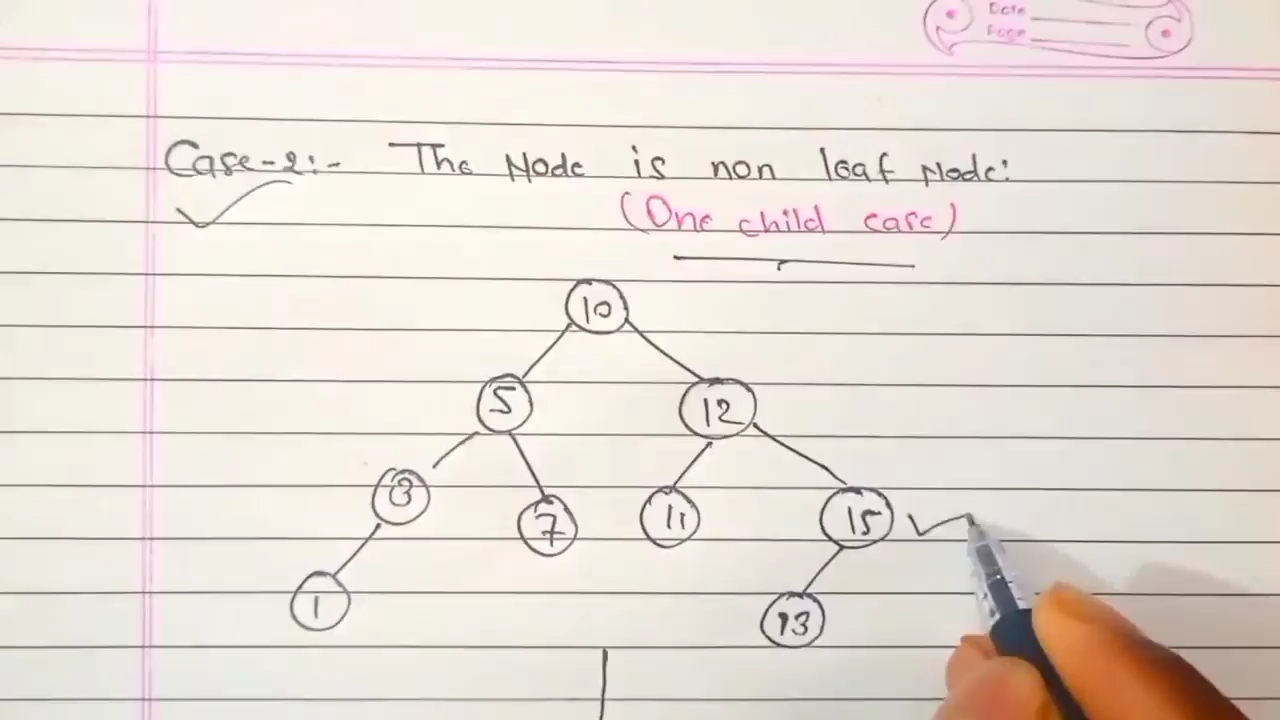 Date
Page
Case-2:- The Node is non leaf Node:
(One child case)
10
5 12
3 7 11 15
1 13